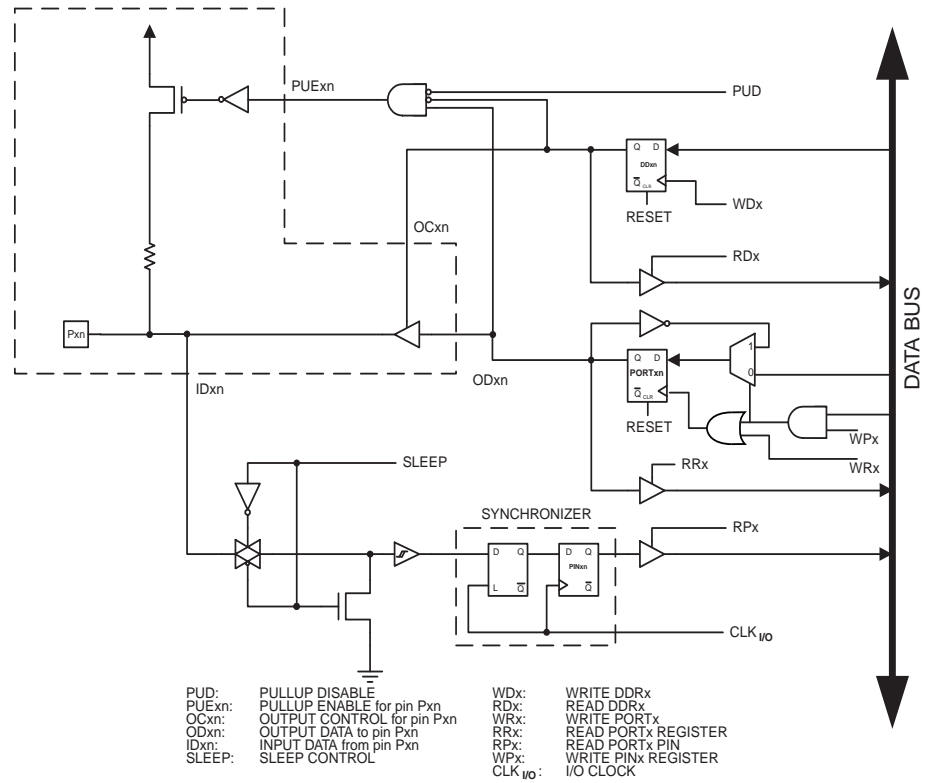 PUExn
PUD
Q D
DDxn
Q CLR
WDx
RESET
OCxn
RDx
Pxn
1
Q D
ODxn
PORTxn
0
IDxn
Q CLR
RESET
WPx
WRx
SLEEP
RRx
SYNCHRONIZER
RPx
D Q
D Q
PINxn
L Q
Q
CLK I/O
DATA BUS
PUD: PULLUP DISABLE
PUExn: PULLUP ENABLE for pin Pxn
OCxn: OUTPUT CONTROL for pin Pxn
ODxn: OUTPUT DATA to pin Pxn
IDxn: INPUT DATA from pin Pxn
SLEEP: SLEEP CONTROL
WDx: WRITE DDRx
RDx: READ DDRx
WRx: WRITE PORTx
RRx: READ PORTx REGISTER
RPx: READ PORTx PIN
WPx: WRITE PINx REGISTER
CLK I/O : I/O CLOCK